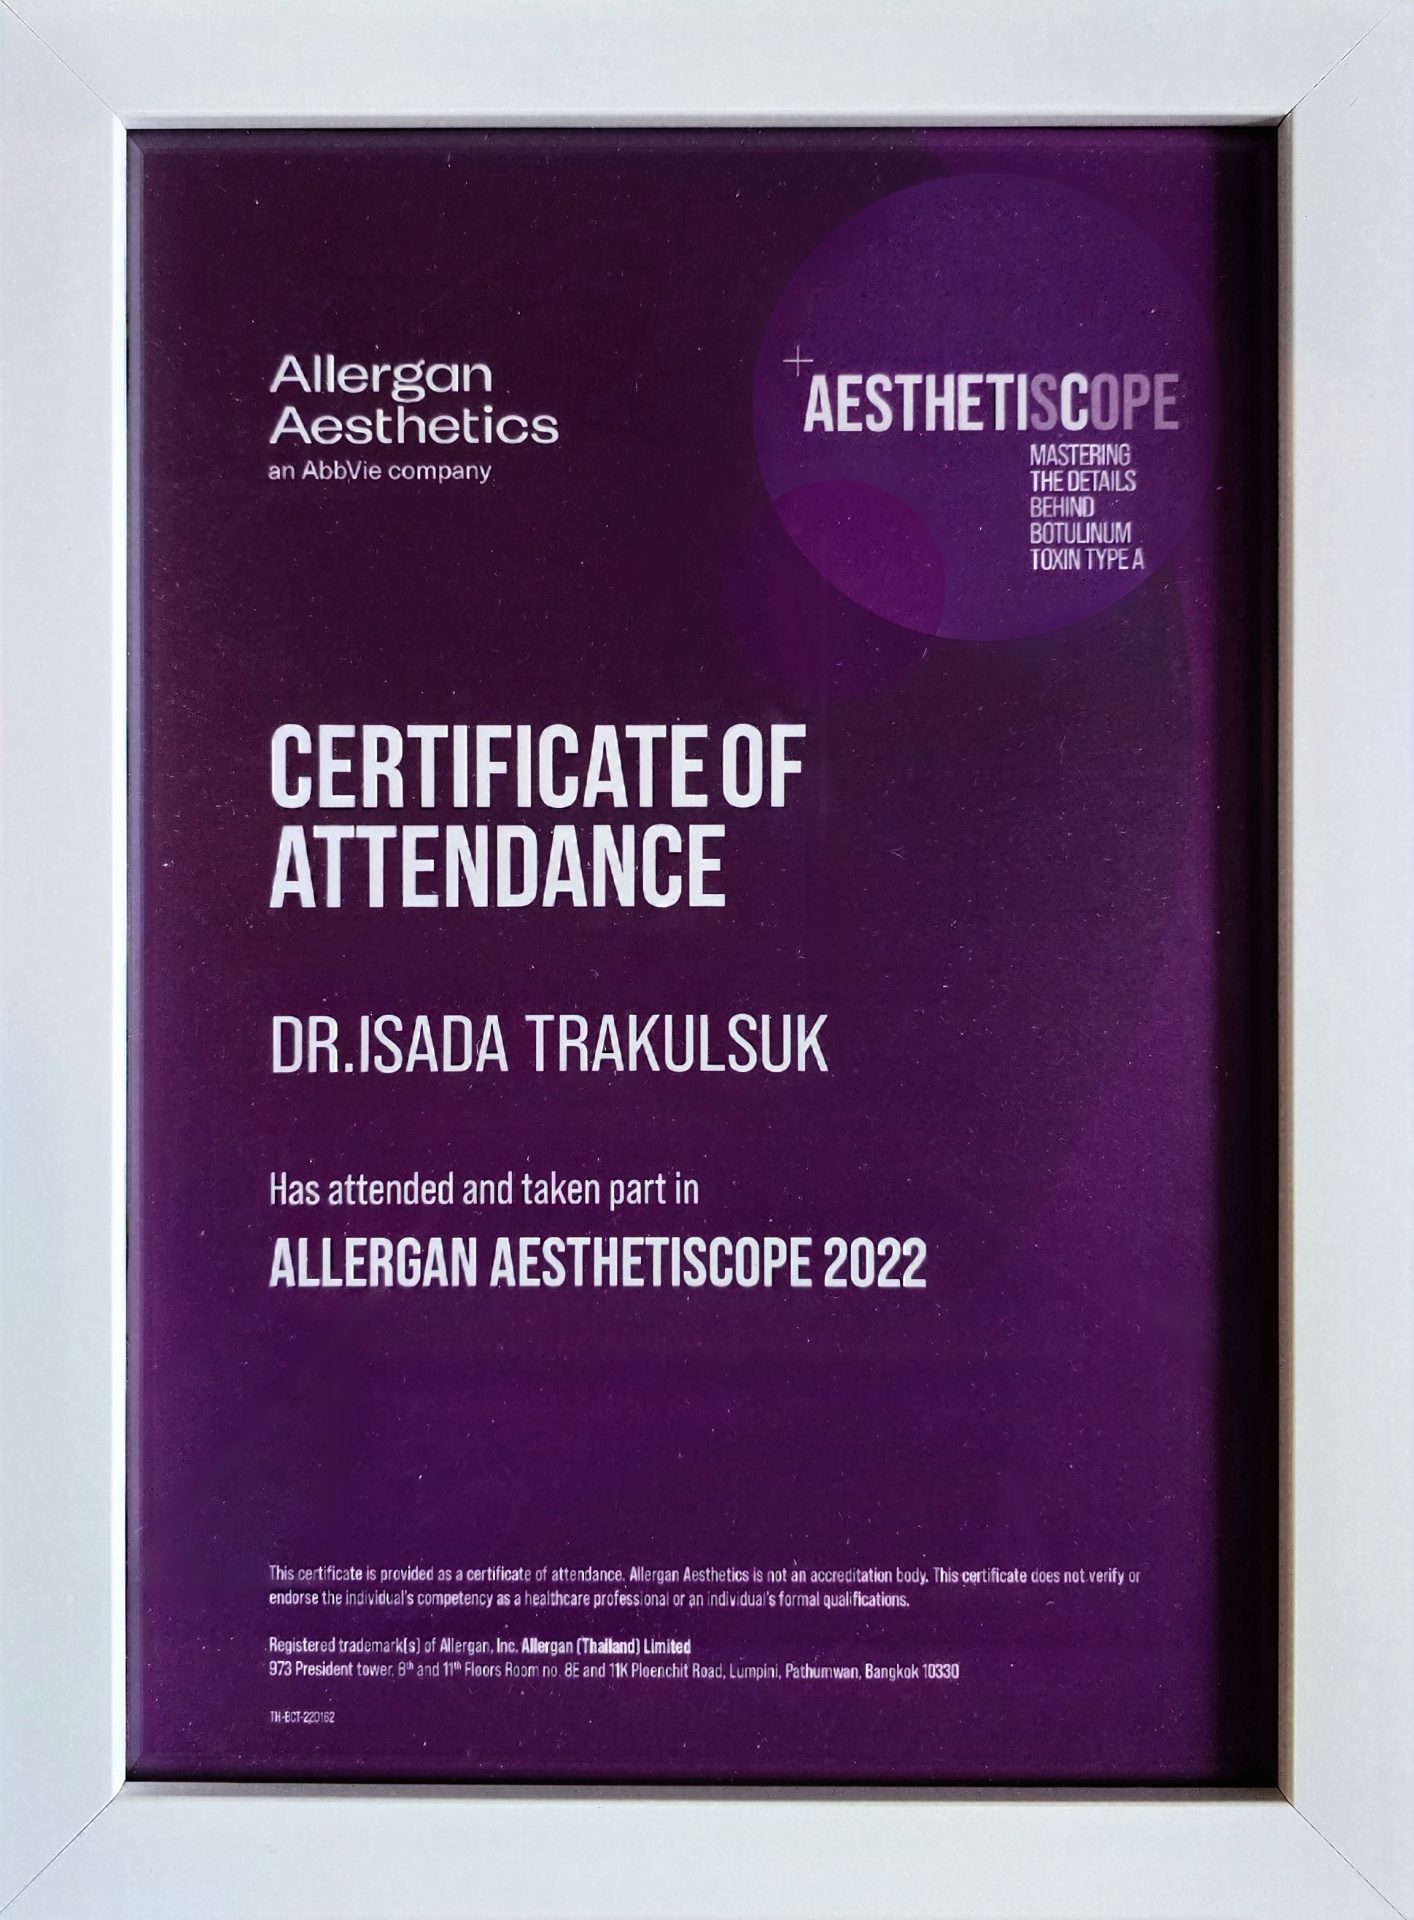 Allergan
Aesthetics
an AbbVie company
AESTHETISCOPE
MASTERING
THE DETAILS
BEHIND
BOTULINUM
TOXIN TYPE A
CERTIFICATE OF
ATTENDANCE
DR.ISADA TRAKULSUK
Has attended and taken part in
ALLERGAN AESTHETISCOPE 2022
This certificate is provided as a certificate of attendance. Allergan Aesthetics is not an accreditation body. This certificate does not verify or
endorse the individual's competency as a healthcare professional or an individual's formal qualifications.
Registered trademark(s) of Allergan, Inc. Allergan (Thailand) Limited
973 President tower, 8th and 11th Floors Room no. 8E and 11K Ploenchit Road, Lumpini, Pathumwan, Bangkok 10330
TH-BCT-220162